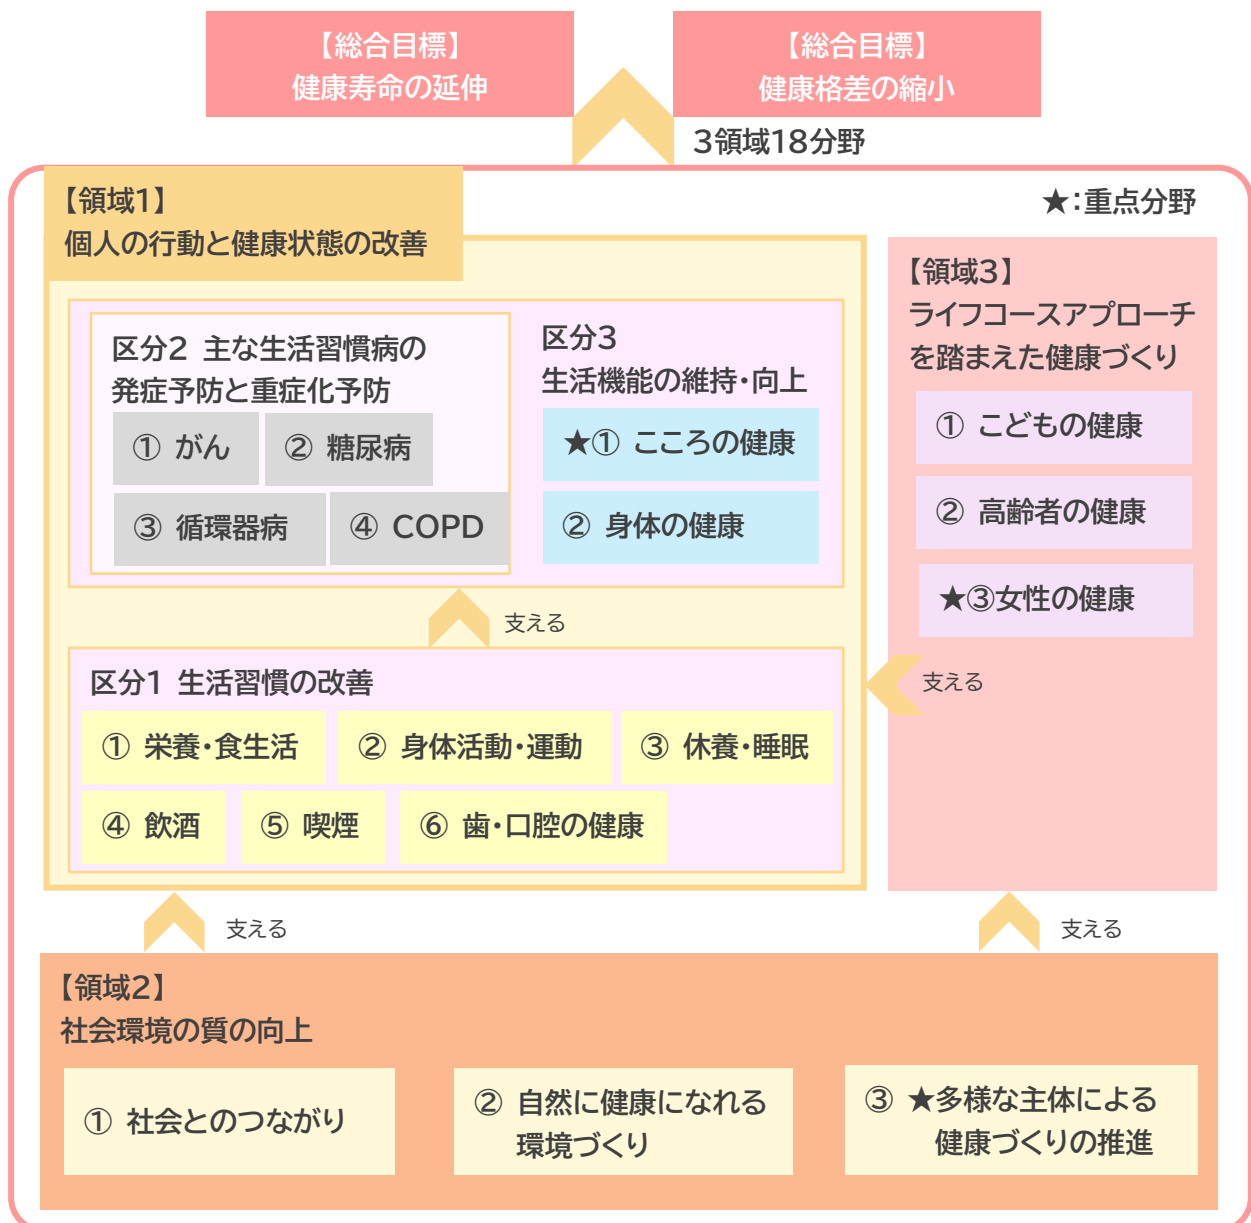 【総合目標】
健康寿命の延伸
【総合目標】
健康格差の縮小
3領域18分野
★：重点分野
【領域1】
個人の行動と健康状態の改善
区分2 主な生活習慣病の
発症予防と重症化予防
① がん
② 糖尿病
③ 循環器病
④ COPD
区分3
生活機能の維持・向上
★① こころの健康
② 身体の健康
支える
区分1 生活習慣の改善
① 栄養・食生活
② 身体活動・運動
③ 休養・睡眠
④ 飲酒
⑤ 喫煙
⑥ 歯・口腔の健康
【領域3】
ライフコースアプローチ
を踏まえた健康づくり
① こどもの健康
② 高齢者の健康
★③女性の健康
支える
支える
支える
【領域2】
社会環境の質の向上
① 社会とのつながり
② 自然に健康になれる
環境づくり
③ ★多様な主体による
健康づくりの推進